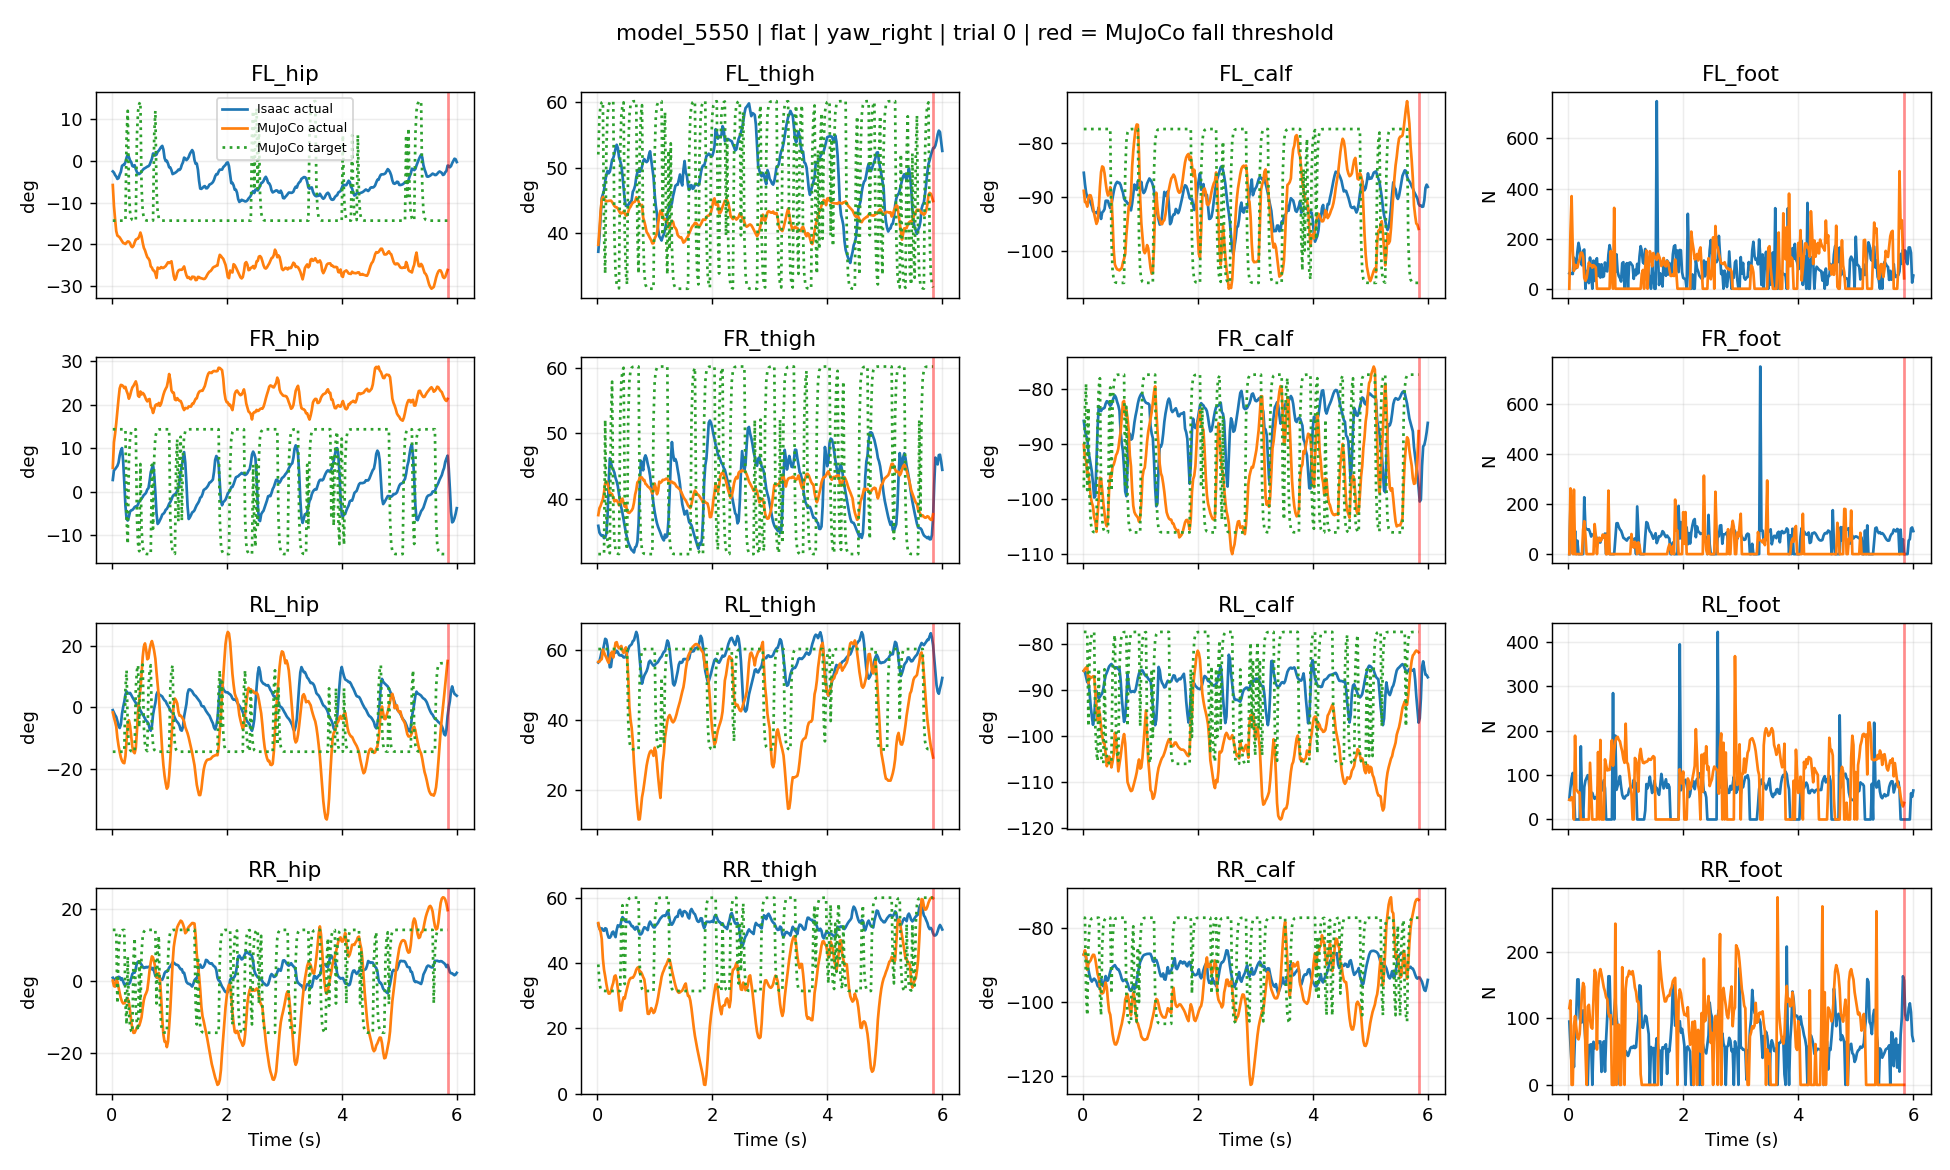 model_5550 | flat | yaw_right | trial 0 | red = MuJoCo fall threshold
FL_hip
FL_thigh
FL_calf
FL_foot
Isaac actual
MuJoCo actual
MuJoCo target
10
0
−10
−20
−30
deg
60
50
40
deg
−80
−90
−100
deg
600
400
200
0
N
FR_hip
FR_thigh
FR_calf
FR_foot
30
20
10
0
−10
deg
60
50
40
deg
−80
−90
−100
−110
deg
600
400
200
0
N
RL_hip
RL_thigh
RL_calf
RL_foot
20
0
−20
deg
60
40
20
deg
−80
−90
−100
−110
−120
deg
400
300
200
100
0
N
RR_hip
RR_thigh
RR_calf
RR_foot
20
0
−20
deg
60
40
20
0
deg
−80
−100
−120
deg
200
100
0
N
0 2 4 6
0 2 4 6
0 2 4 6
0 2 4 6
Time (s)
Time (s)
Time (s)
Time (s)